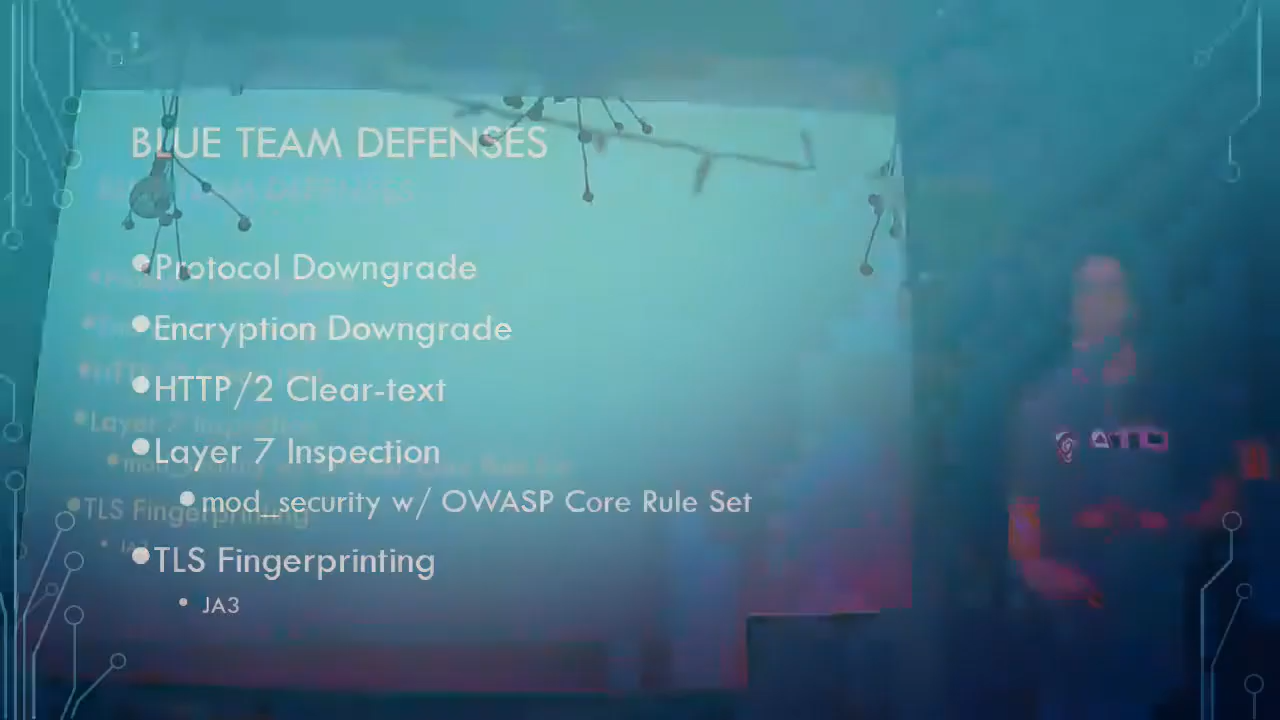 BLUE TEAM DEFENSES
•Protocol Downgrade
•Encryption Downgrade
•HTTP/2 Clear-text
•Layer 7 Inspection
•mod_security w/ OWASP Core Rule Set
•TLS Fingerprinting
• JA3